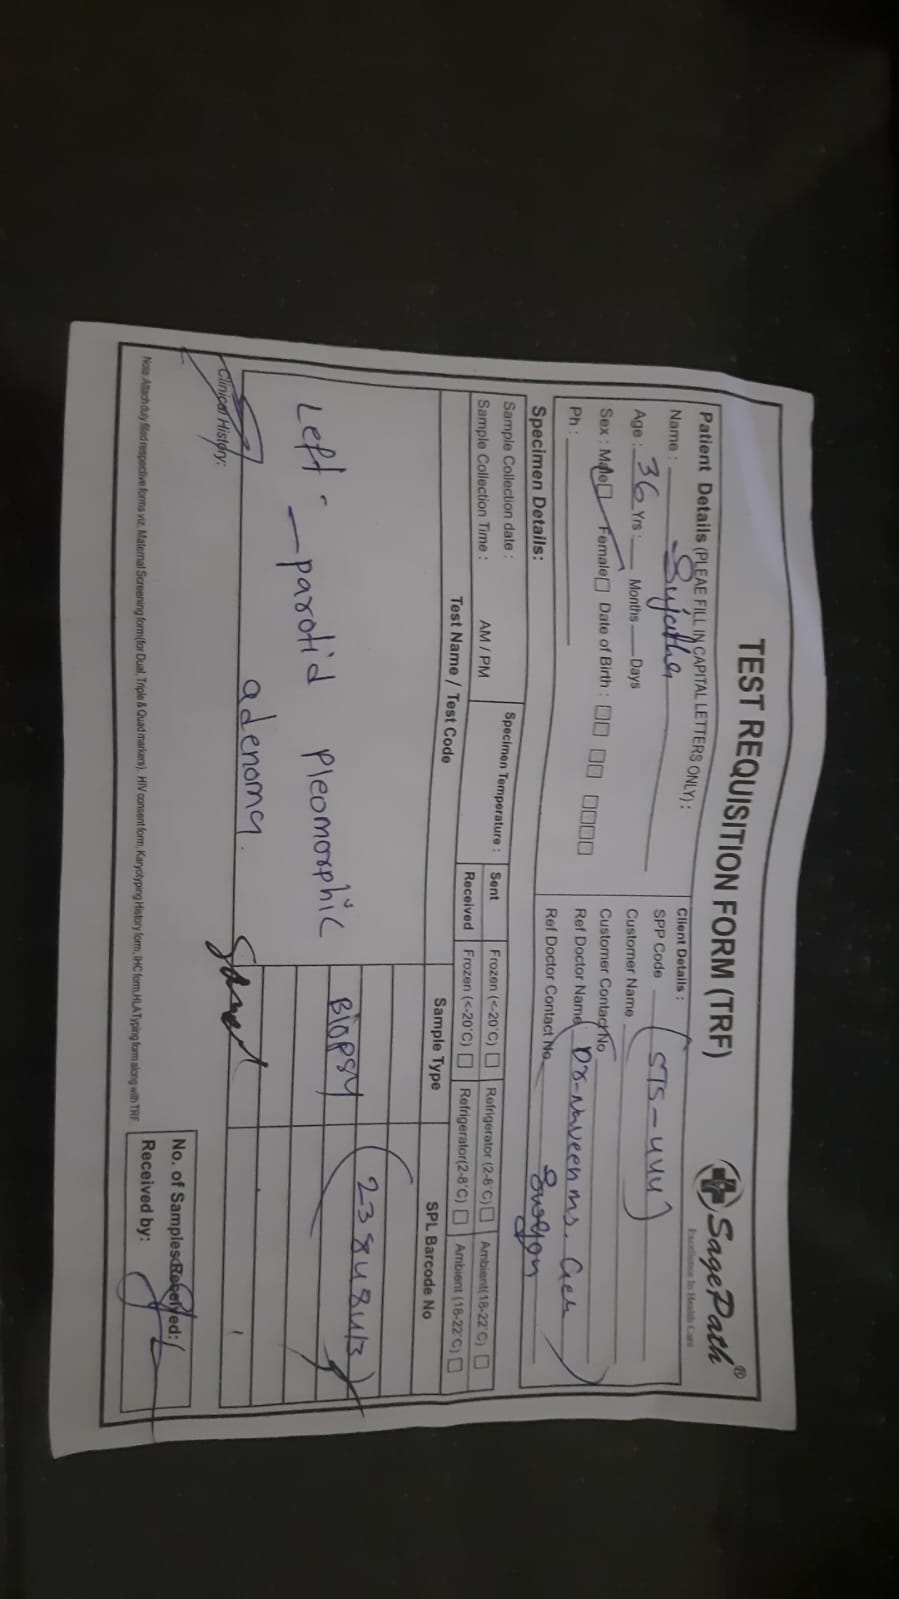 TEST REQUISITION FORM (TRF)
SagePath®
Excellence In Health Care
Patient Details (PLEAE FILL IN CAPITAL LETTERS ONLY) :
Name : Sujatha
Age : 36 Yrs : Months Days
Sex : Male Female Date of Birth :
Ph :
Client Details :
SPP Code (STS-444)
Customer Name
Customer Contact No
Ref Doctor Name Dr. Naveen ms. Gen
Ref Doctor Contact No. Surgeon
Specimen Details:
Sample Collection date :
Sample Collection Time : AM / PM
Specimen Temperature : Sent Frozen (<-20°C) Refrigerator (2-8°C) Ambient(18-22°C)
Received Frozen (<-20°C) Refrigerator(2-8°C) Ambient (18-22°C)
Test Name / Test Code Sample Type SPL Barcode No
Left - parotid pleomorphic
adenoma.
Biopsy
Clinical History:
Note: Attach duly filled respective forms viz. Maternal Screening form(for Dual, Triple & Quad markers), HIV consent form, Karyotyping History form, IHC form, HLA Typing form along with TRF
No. of Samples Received:
Received by: